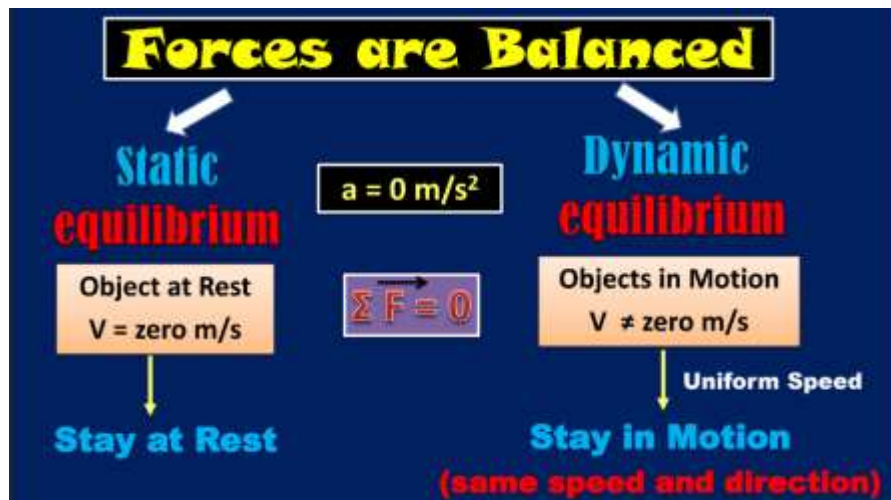 Forces are Balanced
Static
equilibrium
Object at Rest
V = zero m/s
Stay at Rest
a = 0 m/s²
Σ F = 0
Dynamic
equilibrium
Objects in Motion
V ≠ zero m/s
Uniform Speed
Stay in Motion
(same speed and direction)